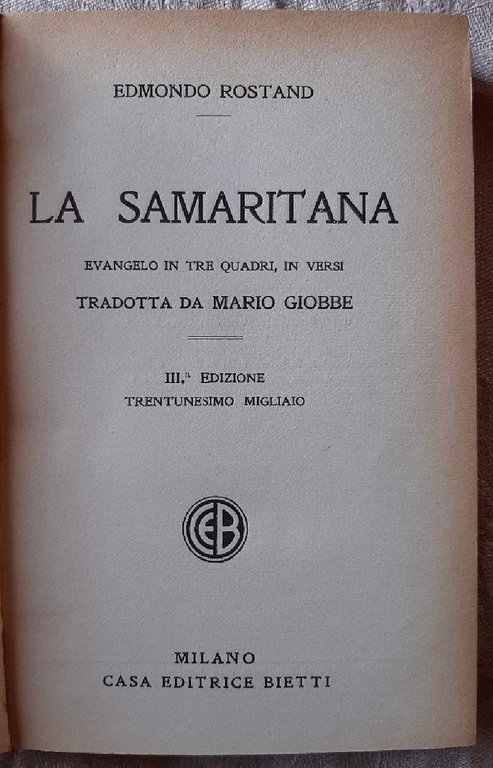 EDMONDO ROSTAND
LA SAMARITANA
EVANGELO IN TRE QUADRI, IN VERSI
TRADOTTA DA MARIO GIOBBE
III.ª EDIZIONE
TRENTUNESIMO MIGLIAIO
CEB
MILANO
CASA EDITRICE BIETTI